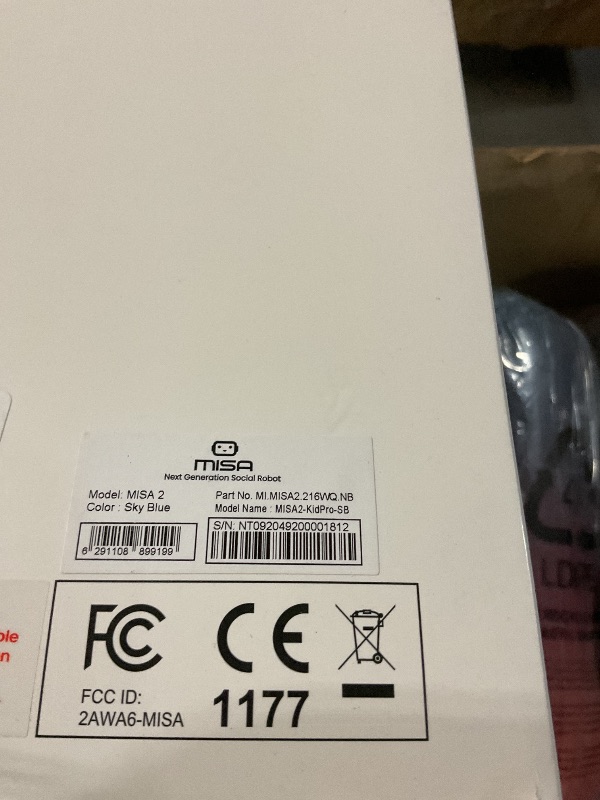 MISA
Next Generation Social Robot
Model: MISA 2
Color : Sky Blue
Part No. MI.MISA2.216WQ.NB
Model Name : MISA2-KidPro-SB
S/N: NT092049200001812
6 291108 899199
FC CE
FCC ID:
2AWA6-MISA
1177
LDP